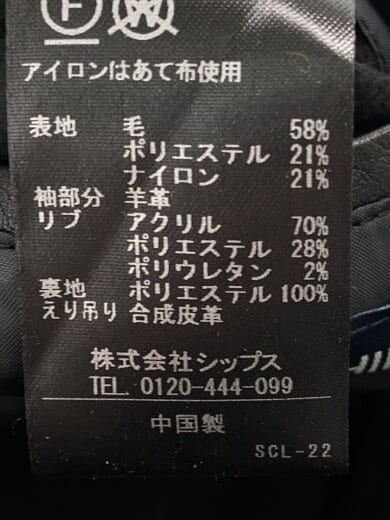 F W
アイロンはあて布使用
表地 毛 58%
ポリエステル 21%
ナイロン 21%
袖部分 羊革
リブ アクリル 70%
ポリエステル 28%
ポリウレタン 2%
裏地 ポリエステル 100%
えり吊り 合成皮革
株式会社シップス
TEL. 0120-444-099
中国製
SCL-22